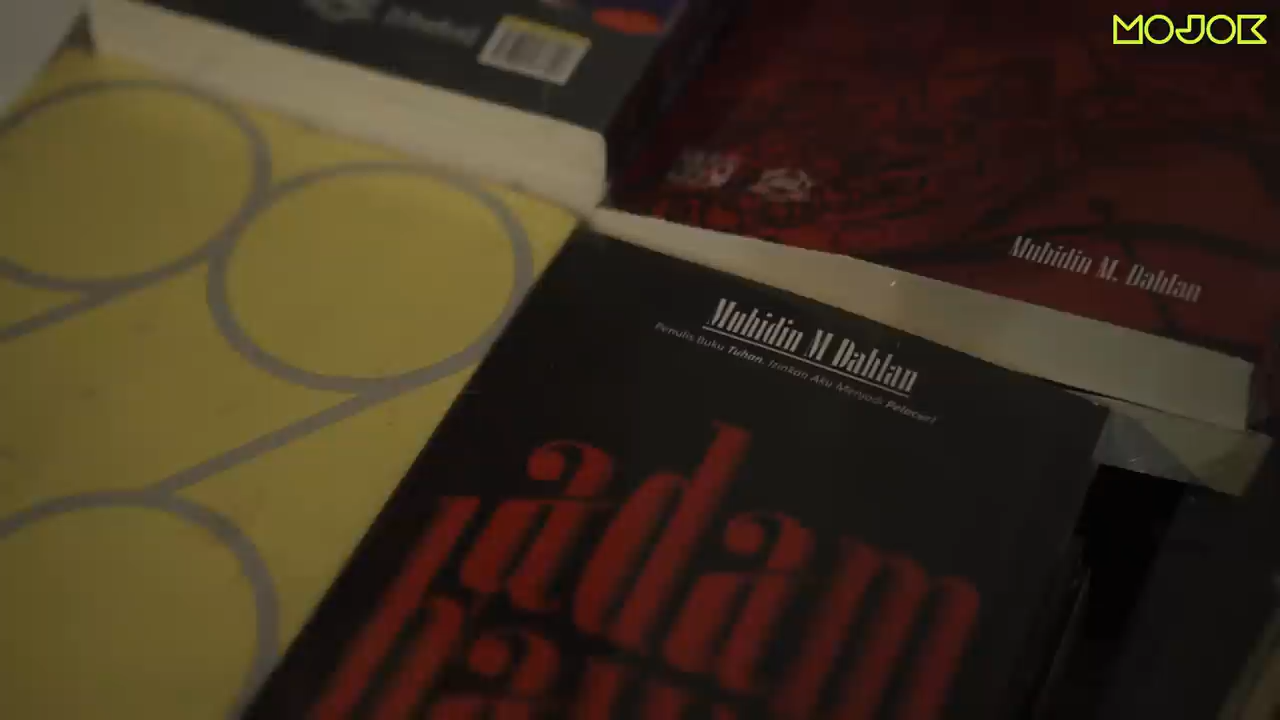 MOJOK
Muhidin M. Dahlan
Muhidin M Dahlan
Penulis Buku Tuhan, Izinkan Aku Menjadi Pelacur!
adam